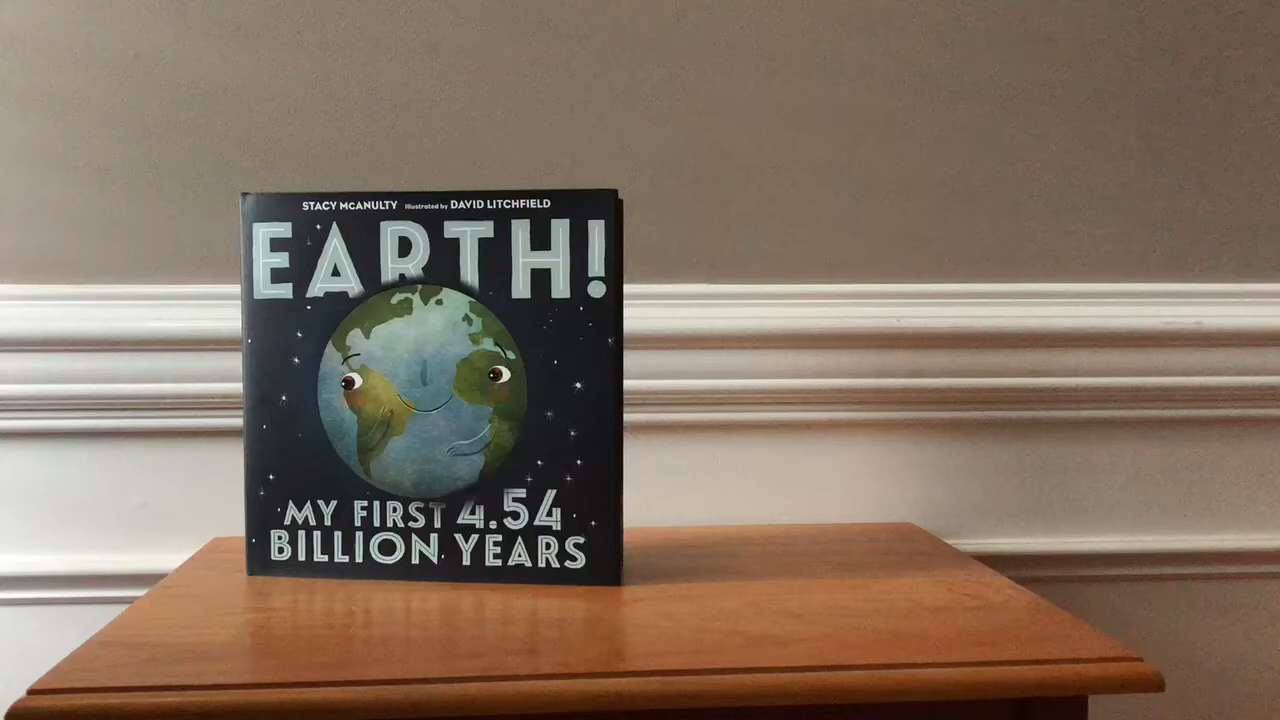 STACY McANULTY Illustrated by DAVID LITCHFIELD
EARTH!
MY FIRST 4.54
BILLION YEARS